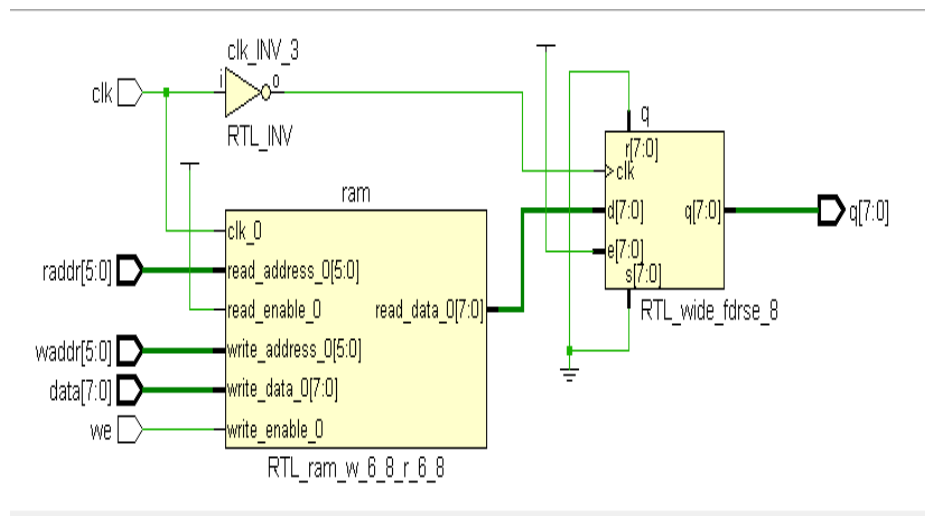 clk_INV_3
clk
i
o
RTL_INV
q
r[7:0]
clk
ram
d[7:0]
q[7:0]
q[7:0]
clk_0
e[7:0]
raddr[5:0]
read_address_0[5:0]
s[7:0]
read_enable_0
read_data_0[7:0]
RTL_wide_fdrse_8
waddr[5:0]
write_address_0[5:0]
data[7:0]
write_data_0[7:0]
we
write_enable_0
RTL_ram_w_6_8_r_6_8